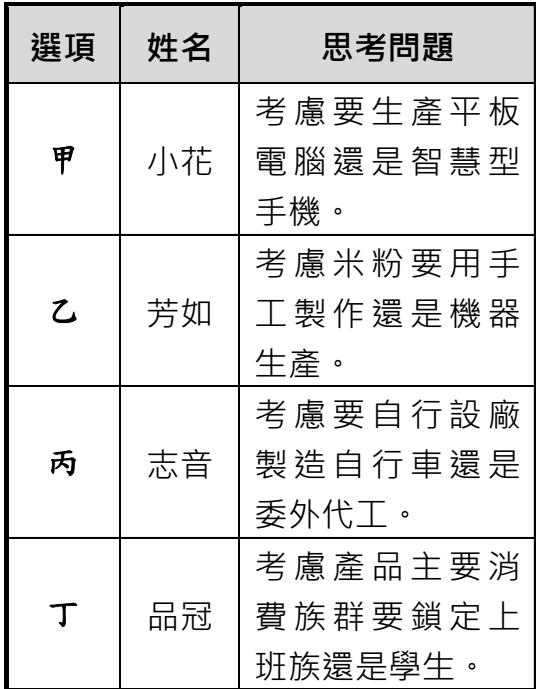 選項 姓名 思考問題
甲 小花 考慮要生產平板
電腦還是智慧型
手機。
乙 芳如 考慮米粉要用手
工製作還是機器
生產。
丙 志音 考慮要自行設廠
製造自行車還是
委外代工。
丁 品冠 考慮產品主要消
費族群要鎖定上
班族還是學生。